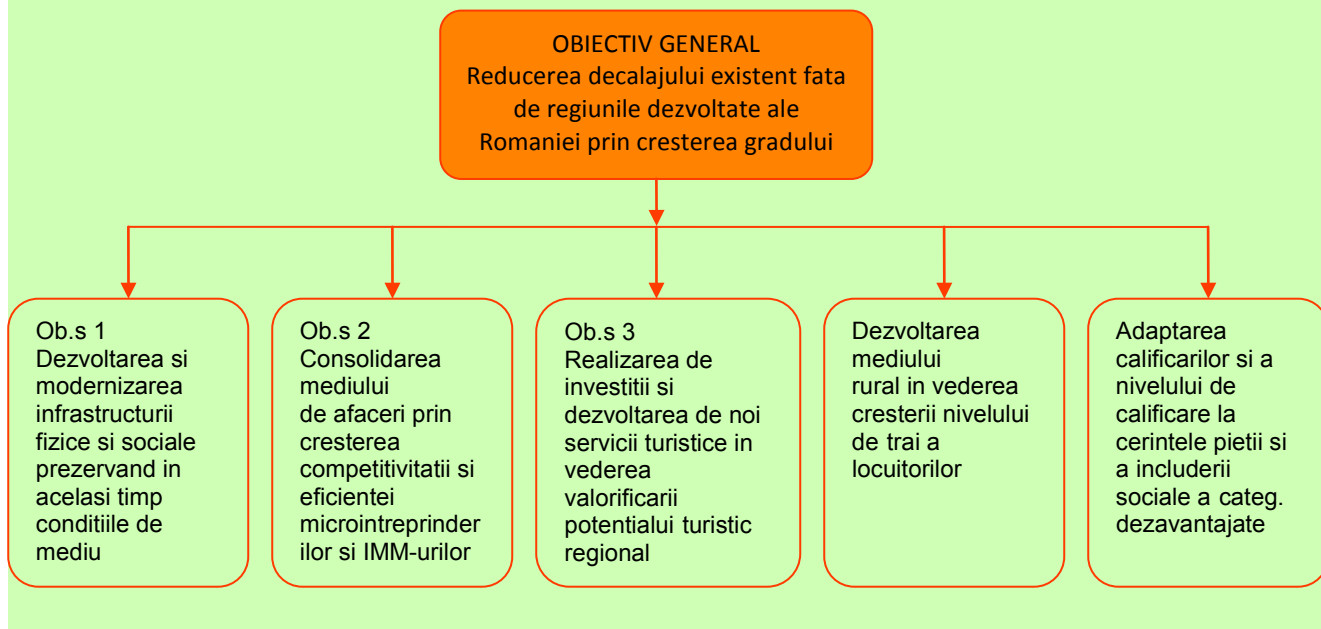 OBIECTIV GENERAL
Reducerea decalajului existent fata
de regiunile dezvoltate ale
Romaniei prin cresterea gradului
Ob.s 1
Dezvoltarea si
modernizarea
infrastructurii
fizice si sociale
prezervand in
acelasi timp
conditiile de
mediu
Ob.s 2
Consolidarea
mediului
de afaceri prin
cresterea
competitivitatii si
eficientei
microintreprinder
ilor si IMM-urilor
Ob.s 3
Realizarea de
investitii si
dezvoltarea de noi
servicii turistice in
vederea
valorificarii
potentialui turistic
regional
Dezvoltarea
mediului
rural in vederea
cresterii nivelului
de trai a
locuitorilor
Adaptarea
calificarilor si a
nivelului de
calificare la
cerintele pietii si
a includerii
sociale a categ.
dezavantajate